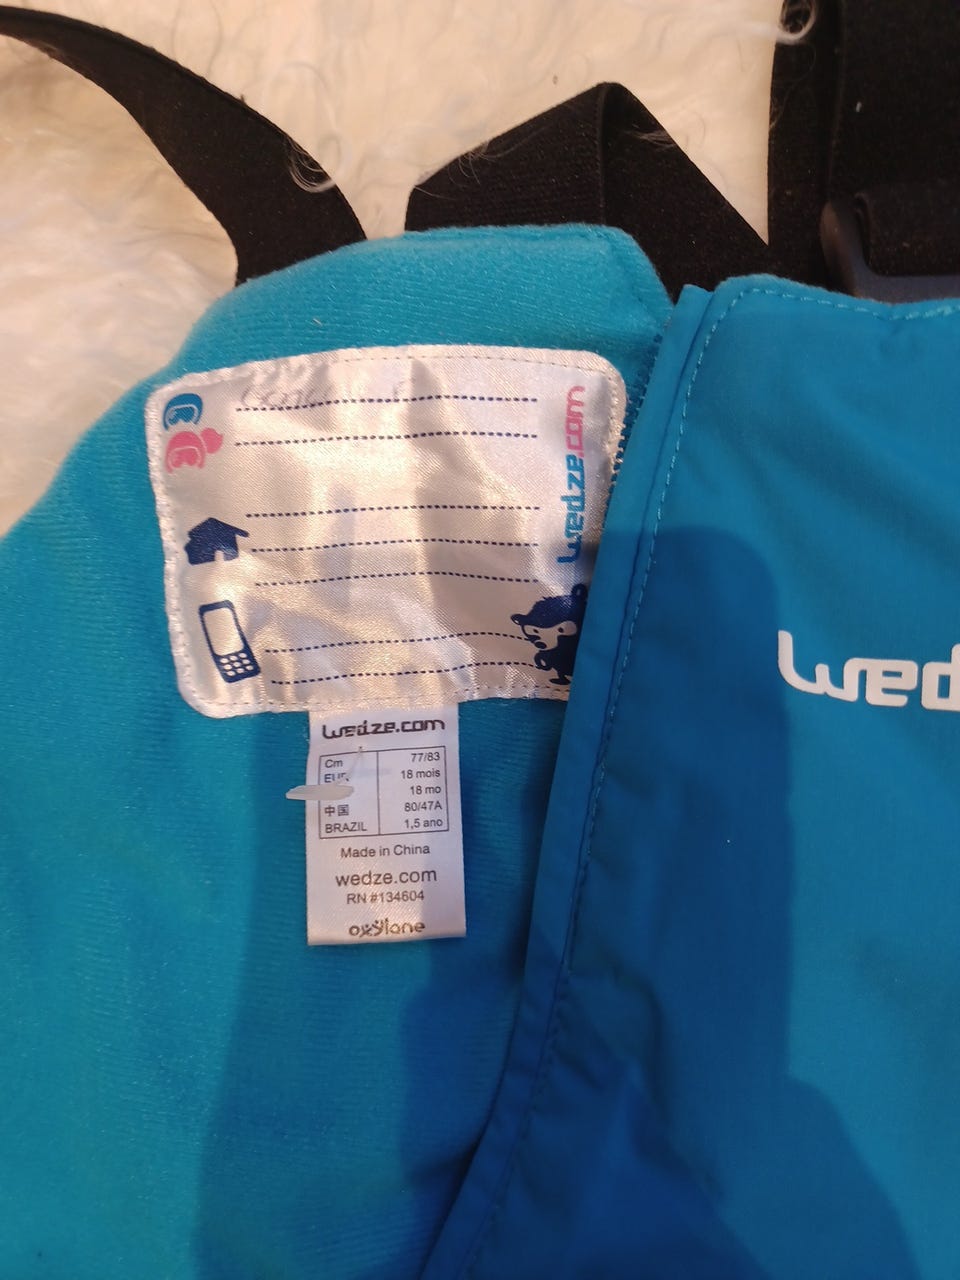 wedze.com
wedze.com
Cm 77/83
EUR 18 mois
18 mo
中国 80/47A
BRAZIL 1,5 ano
Made in China
wedze.com
RN #134604
oxylane
wed